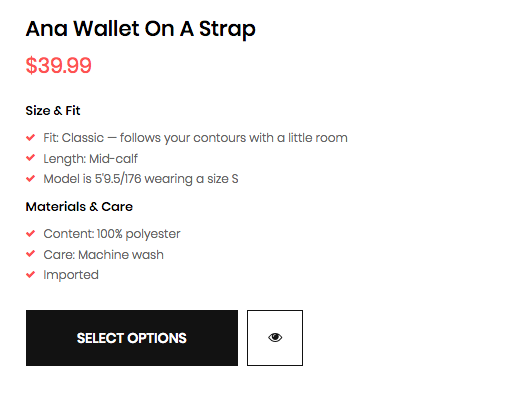 Ana Wallet On A Strap
$39.99
Size & Fit
Fit: Classic — follows your contours with a little room
Length: Mid-calf
Model is 5'9.5/176 wearing a size S
Materials & Care
Content: 100% polyester
Care: Machine wash
Imported
SELECT OPTIONS